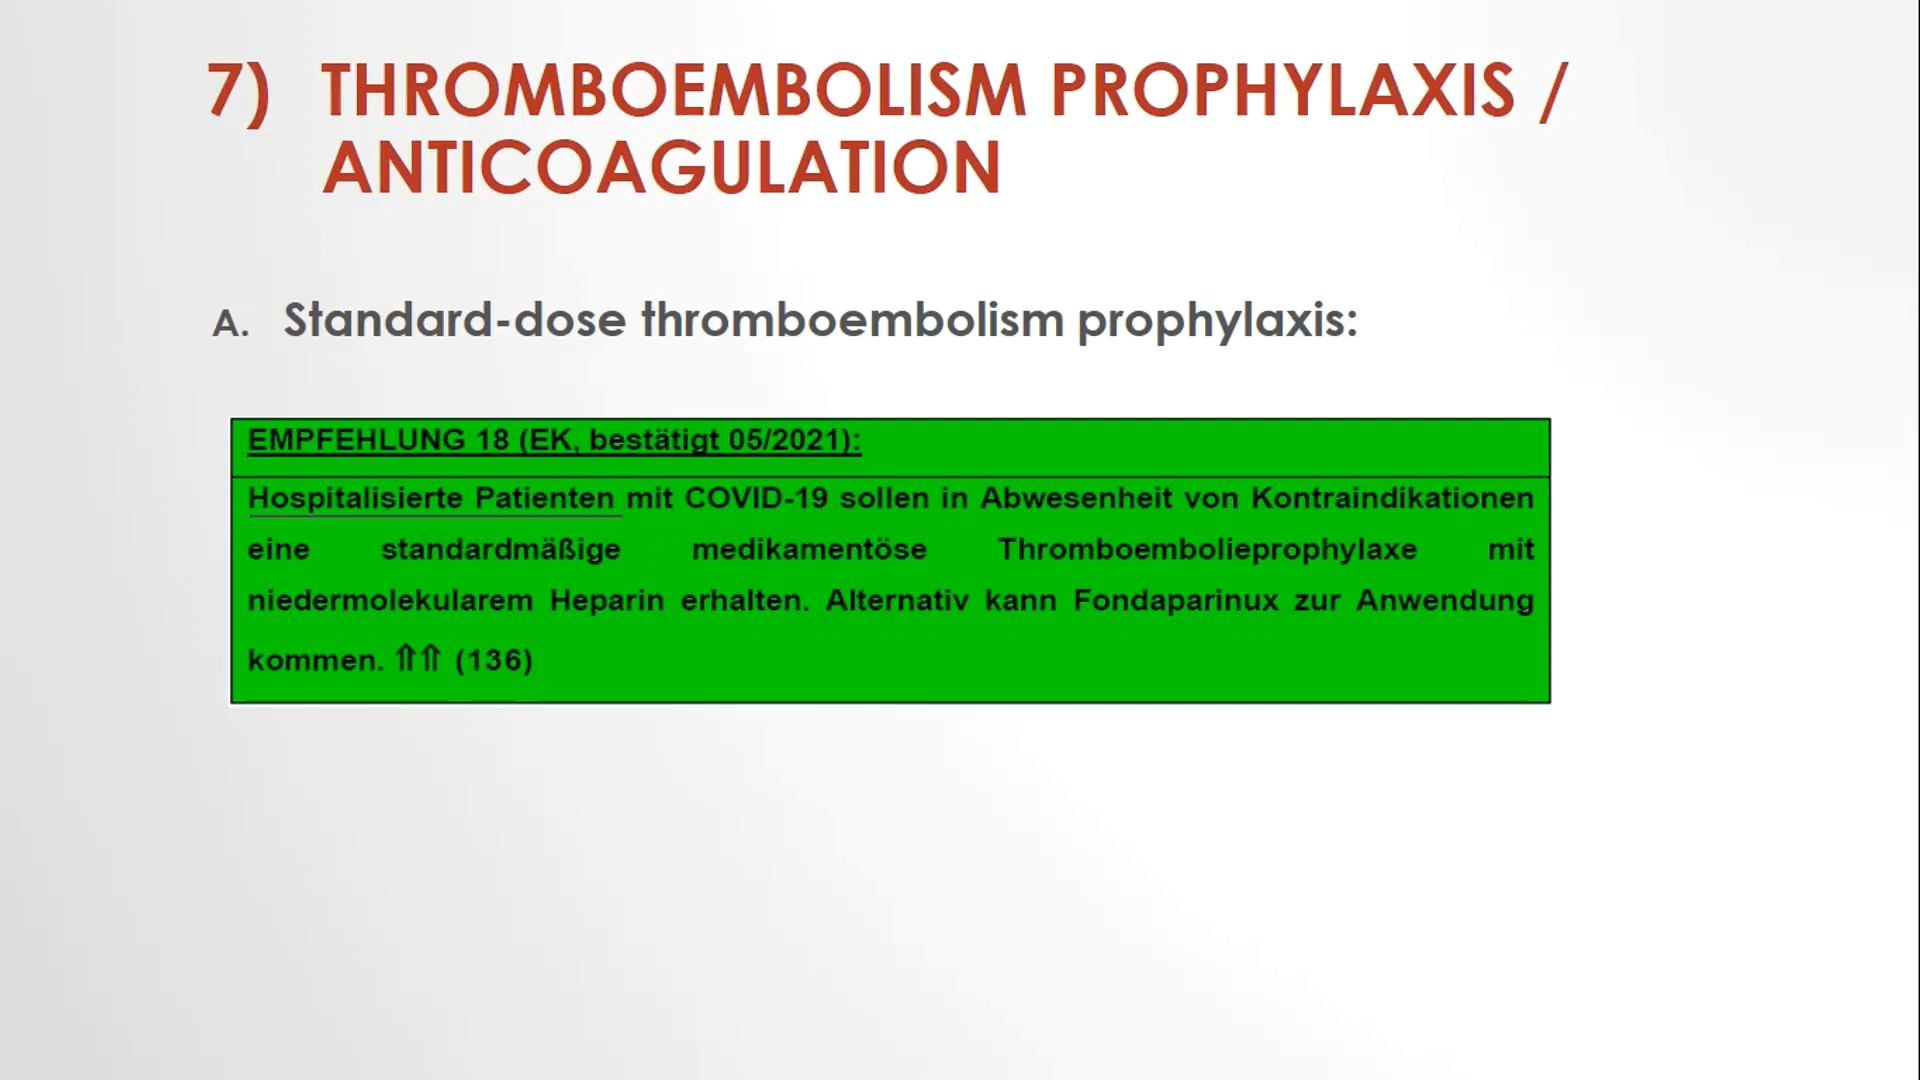 7) THROMBOEMBOLISM PROPHYLAXIS /
ANTICOAGULATION
A. Standard-dose thromboembolism prophylaxis:
EMPFEHLUNG 18 (EK, bestätigt 05/2021):
Hospitalisierte Patienten mit COVID-19 sollen in Abwesenheit von Kontraindikationen
eine standardmäßige medikamentöse Thromboembolieprophylaxe mit
niedermolekularem Heparin erhalten. Alternativ kann Fondaparinux zur Anwendung
kommen. ⇑⇑ (136)